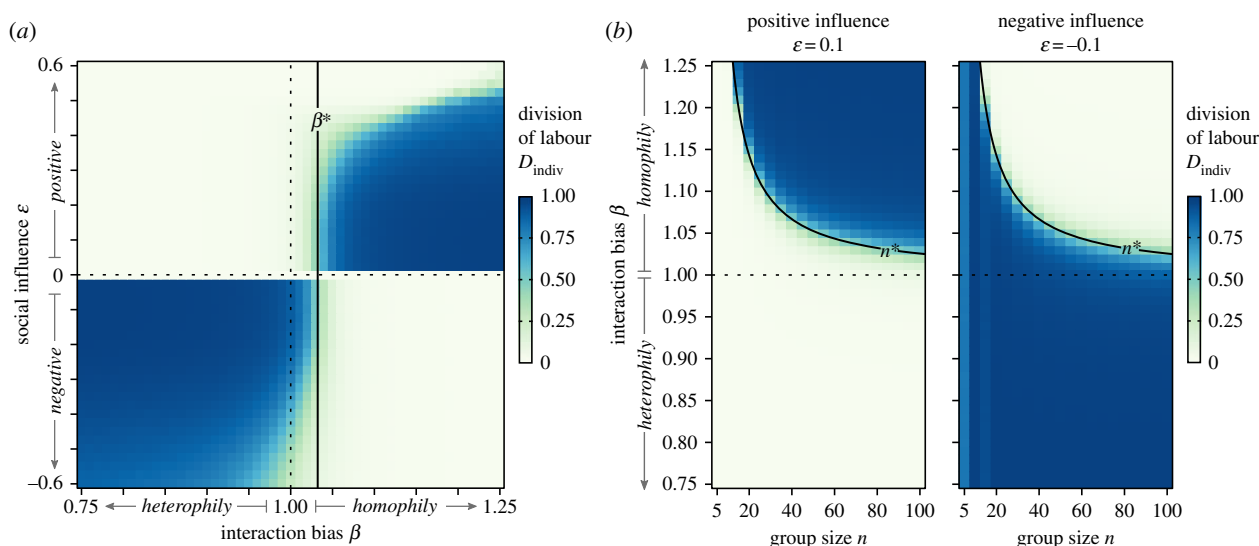 (a)
0.6
positive
0
negative
–0.6
social influence ε
β*
0.75
heterophily
1.00
homophily
1.25
interaction bias β
division
of labour
D_indiv
1.00
0.75
0.50
0.25
0
(b)
positive influence
ε = 0.1
negative influence
ε = –0.1
1.25
1.20
1.15
1.10
1.05
1.00
0.95
0.90
0.85
0.80
0.75
homophily
heterophily
interaction bias β
n*
5 20 40 60 80 100
group size n
n*
5 20 40 60 80 100
group size n
division
of labour
D_indiv
1.00
0.75
0.50
0.25
0